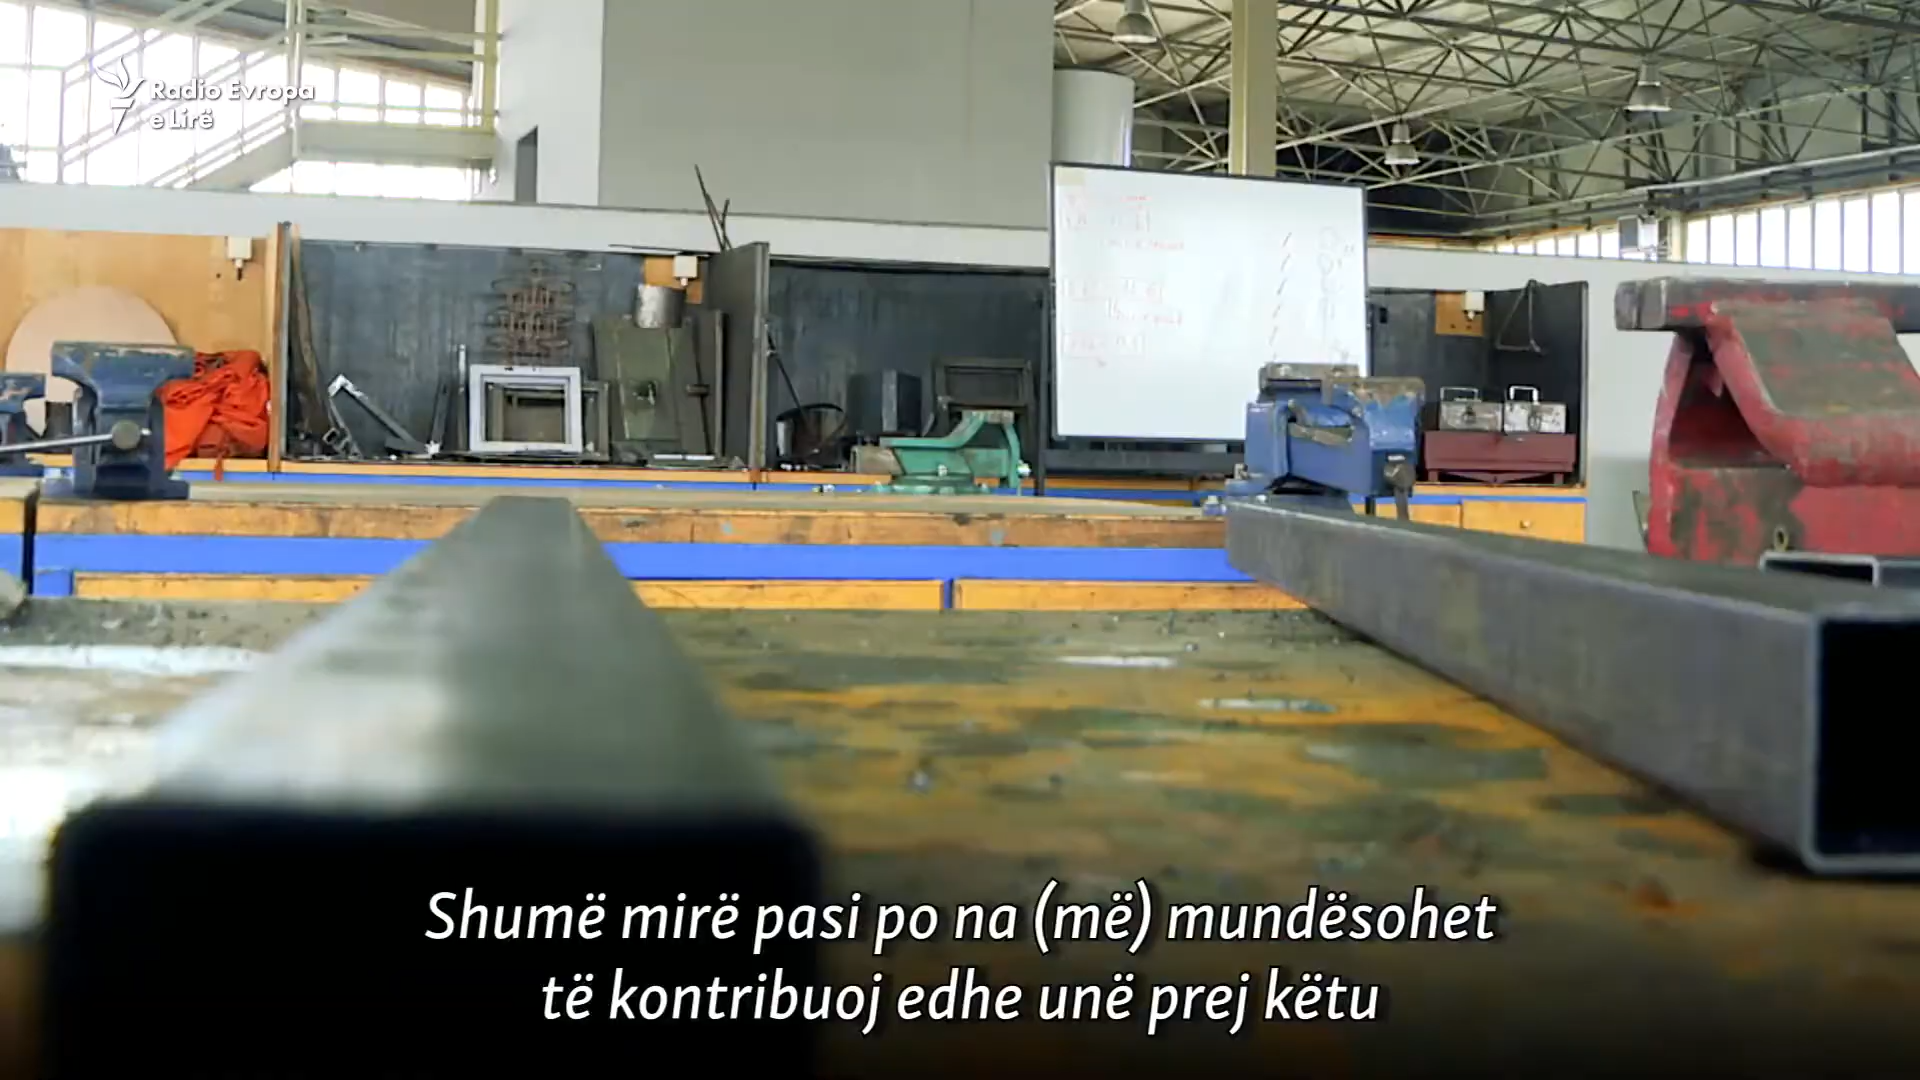 Radio Evropa
e Lirë
Shumë mirë pasi po na (më) mundësohet
të kontribuoj edhe unë prej këtu